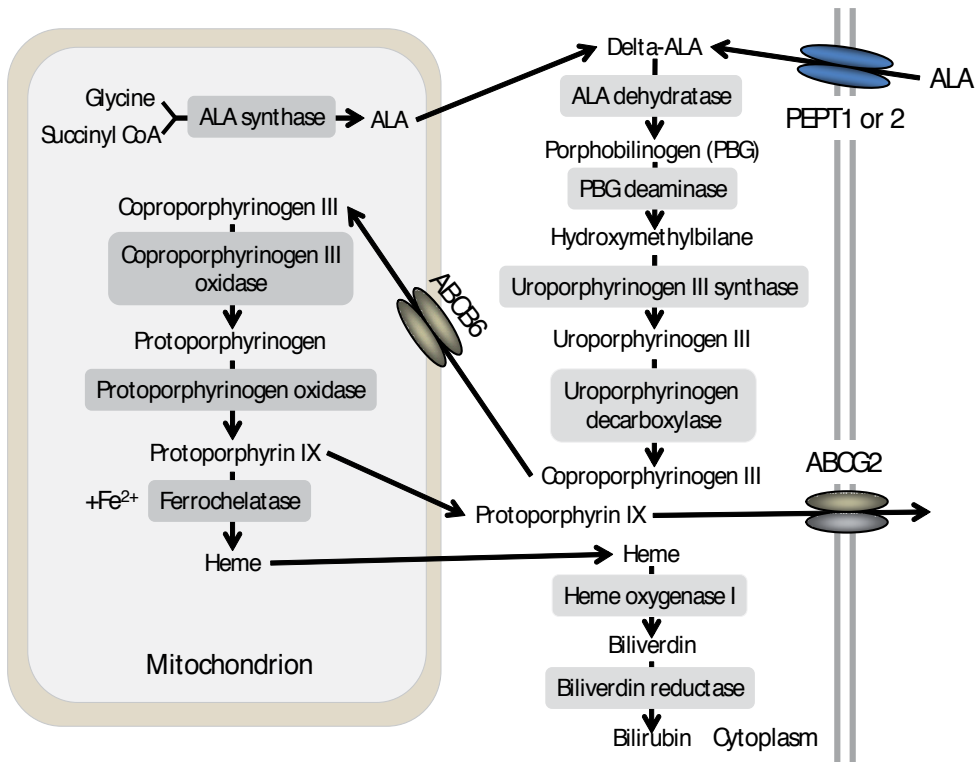 Glycine
Succinyl CoA
ALA synthase
ALA
Coproporphyrinogen III
Coproporphyrinogen III
oxidase
Protoporphyrinogen
Protoporphyrinogen oxidase
Protoporphyrin IX
+Fe²⁺
Ferrochelatase
Heme
Mitochondrion
ABCB6
Delta-ALA
ALA dehydratase
Porphobilinogen (PBG)
PBG deaminase
Hydroxymethylbilane
Uroporphyrinogen III synthase
Uroporphyrinogen III
Uroporphyrinogen
decarboxylase
Coproporphyrinogen III
Protoporphyrin IX
Heme
Heme oxygenase I
Biliverdin
Biliverdin reductase
Bilirubin
Cytoplasm
ALA
PEPT1 or 2
ABCG2